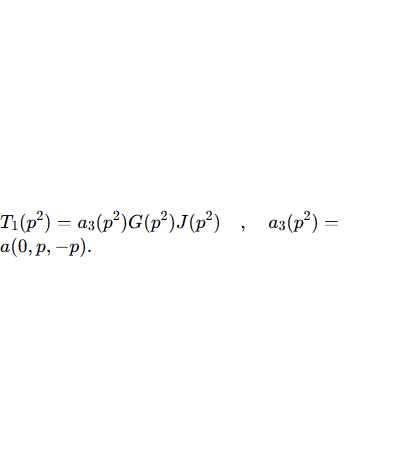 T₁(p²) = a₃(p²)G(p²)J(p²) , a₃(p²) =
a(0, p, −p).